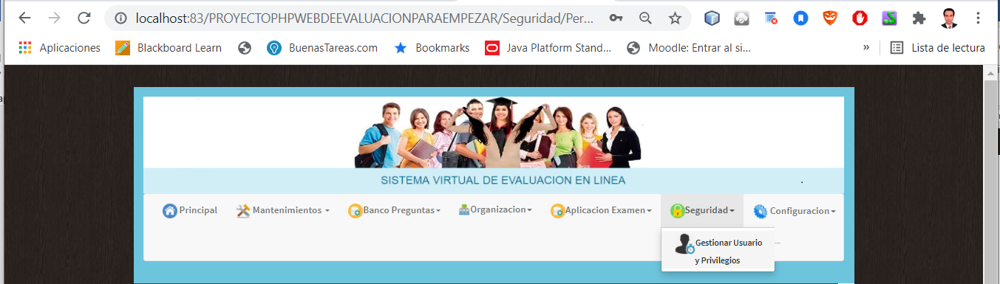 localhost:83/PROYECTOPHPWEBDEEVALUACIONPARAEMPEZAR/Seguridad/Per...
Aplicaciones Blackboard Learn BuenasTareas.com Bookmarks Java Platform Stand... Moodle: Entrar al si... » Lista de lectura
SISTEMA VIRTUAL DE EVALUACION EN LINEA .
Principal Mantenimientos Banco Preguntas Organizacion Aplicacion Examen Seguridad Configuracion
Gestionar Usuario
y Privilegios